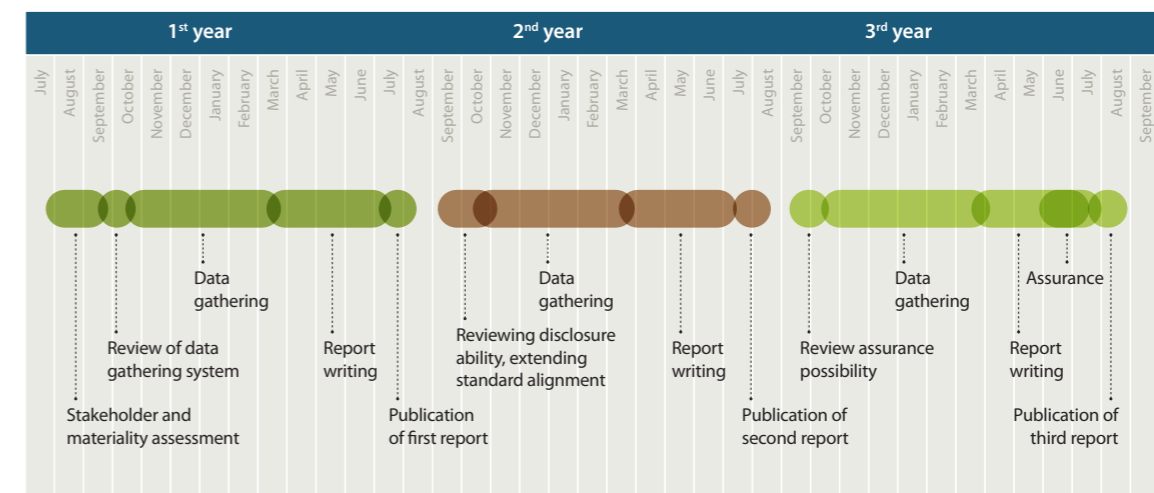 1st year
2nd year
3rd year
July
August
September
October
November
December
January
February
March
April
May
June
July
August
September
October
November
December
January
February
March
April
May
June
July
August
September
October
November
December
January
February
March
April
May
June
July
August
September
Data
gathering
Data
gathering
Data
gathering
Assurance
Review of data
gathering system
Report
writing
Reviewing disclosure
ability, extending
standard alignment
Report
writing
Review assurance
possibility
Report
writing
Stakeholder and
materiality assessment
Publication
of first report
Publication of
second report
Publication of
third report